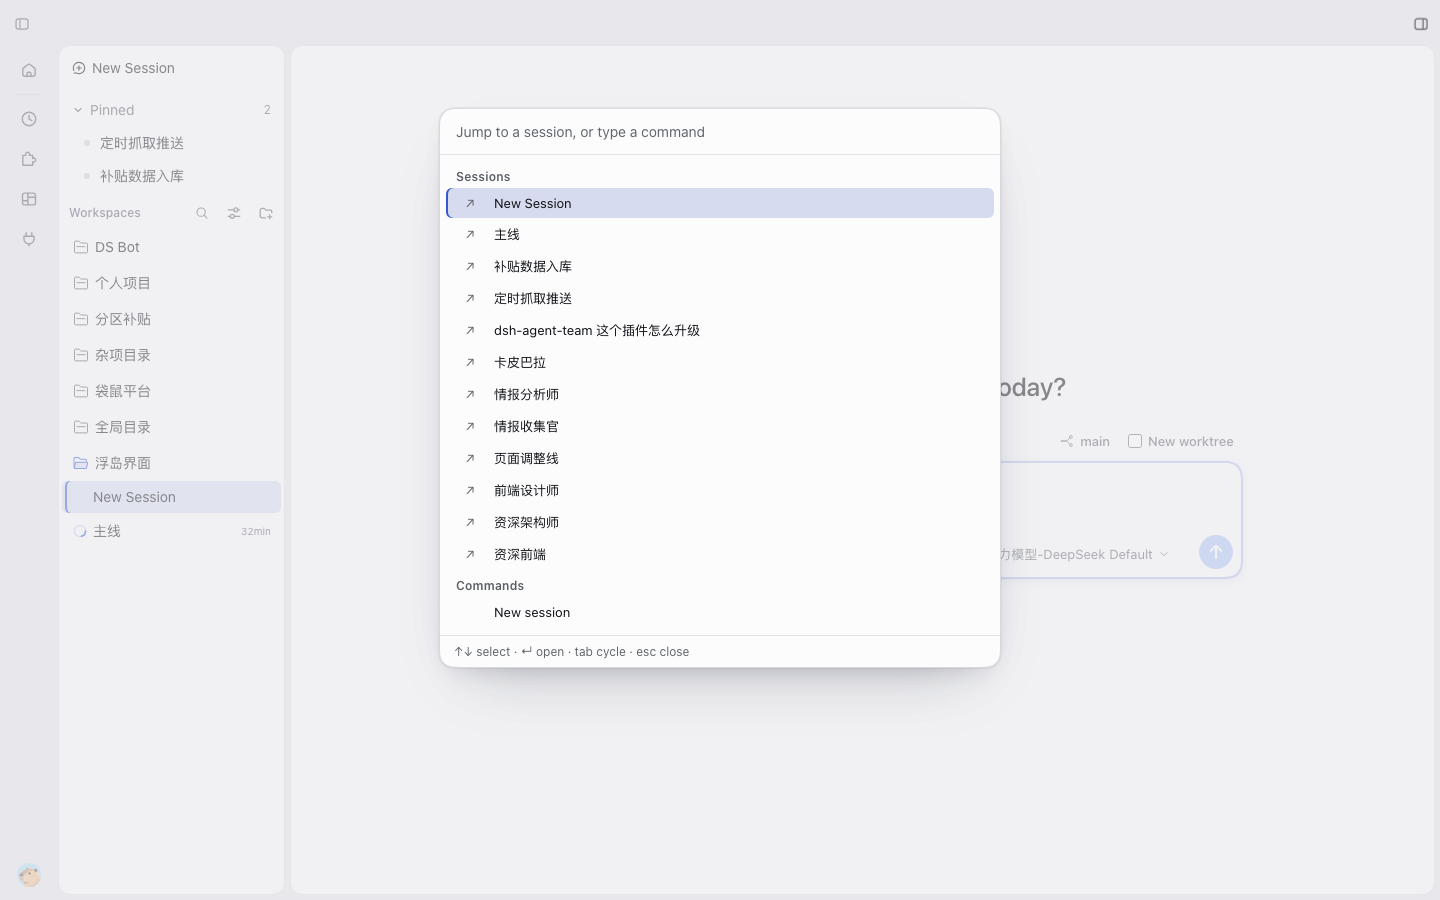 New Session
Pinned 2
定时抓取推送
补贴数据入库
Workspaces
DS Bot
个人项目
分区补贴
杂项目录
袋鼠平台
全局目录
浮岛界面
New Session
主线 32min
Jump to a session, or type a command
Sessions
New Session
主线
补贴数据入库
定时抓取推送
dsh-agent-team 这个插件怎么升级
卡皮巴拉
情报分析师
情报收集官
页面调整线
前端设计师
资深架构师
资深前端
Commands
New session
↑↓ select · ↵ open · tab cycle · esc close
oday?
main New worktree
力模型-DeepSeek Default